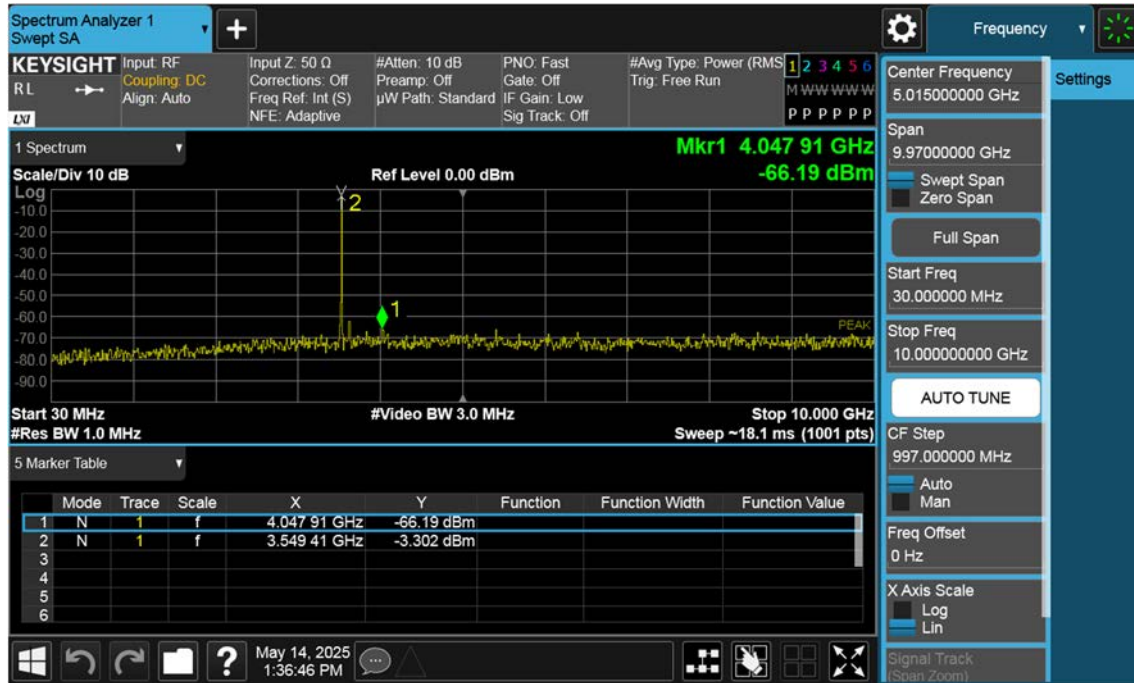 Spectrum Analyzer 1
Swept SA
+
Frequency
KEYSIGHT
RL
LXI
Input: RF
Coupling: DC
Align: Auto
Input Z: 50 Ω
Corrections: Off
Freq Ref: Int (S)
NFE: Adaptive
#Atten: 10 dB
Preamp: Off
µW Path: Standard
PNO: Fast
Gate: Off
IF Gain: Low
Sig Track: Off
#Avg Type: Power (RMS
Trig: Free Run
1 2 3 4 5 6
M W W W W W
P P P P P P
1 Spectrum
Scale/Div 10 dB
Ref Level 0.00 dBm
Mkr1 4.047 91 GHz
-66.19 dBm
Log
-10.0
-20.0
-30.0
-40.0
-50.0
-60.0
-70.0
-80.0
-90.0
2
1
PEAK
Start 30 MHz
#Video BW 3.0 MHz
Stop 10.000 GHz
#Res BW 1.0 MHz
Sweep ~18.1 ms (1001 pts)
5 Marker Table
Mode Trace Scale X Y Function Function Width Function Value
1 N 1 f 4.047 91 GHz -66.19 dBm
2 N 1 f 3.549 41 GHz -3.302 dBm
3
4
5
6
?
May 14, 2025
1:36:46 PM
Center Frequency
5.015000000 GHz
Settings
Span
9.97000000 GHz
Swept Span
Zero Span
Full Span
Start Freq
30.000000 MHz
Stop Freq
10.000000000 GHz
AUTO TUNE
CF Step
997.000000 MHz
Auto
Man
Freq Offset
0 Hz
X Axis Scale
Log
Lin
Signal Track
(Span Zoom)